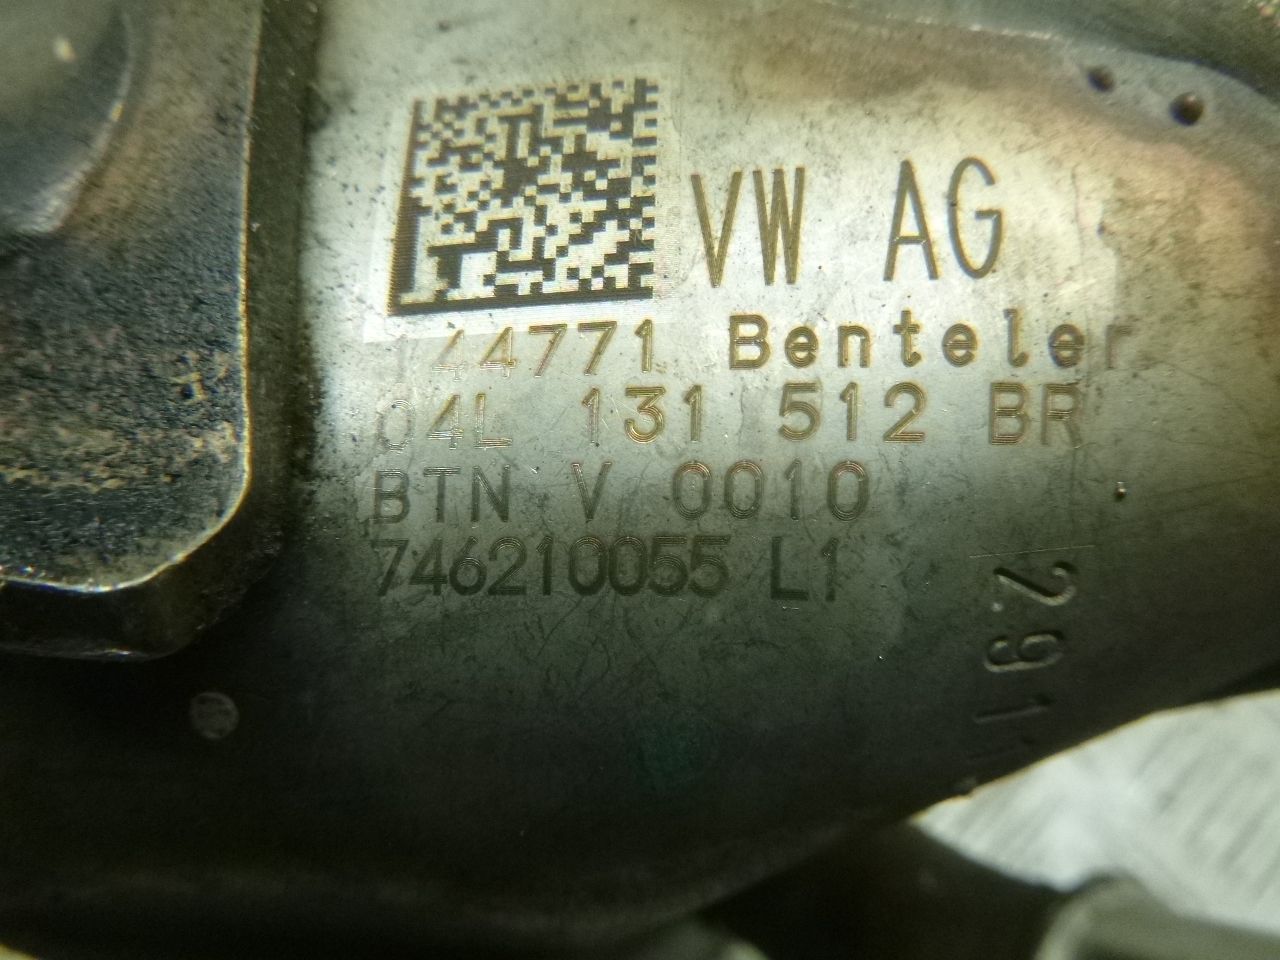 VW AG
144771 Benteler
04L 131 512 BR
BTN V 0010
746210055 L1
291